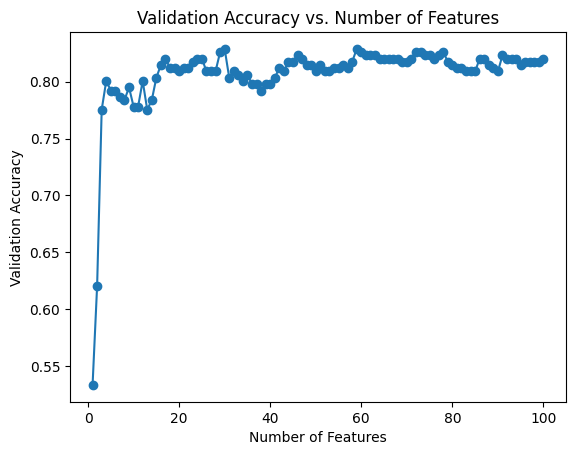 Validation Accuracy vs. Number of Features
Validation Accuracy
0.80
0.75
0.70
0.65
0.60
0.55
0 20 40 60 80 100
Number of Features